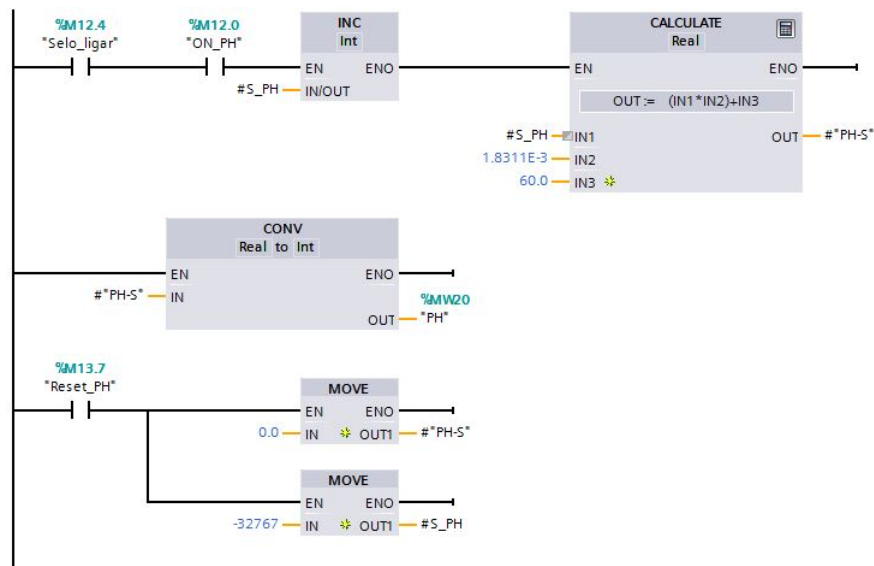 %M12.4
"Selo_ligar"
%M12.0
"ON_PH"
INC
Int
EN ENO
#S_PH IN/OUT
CALCULATE
Real
EN ENO
OUT := (IN1*IN2)+IN3
#S_PH IN1 OUT #"PH-S"
1.8311E-3 IN2
60.0 IN3
CONV
Real to Int
EN ENO
#"PH-S" IN
%MW20
OUT "PH"
%M13.7
"Reset_PH"
MOVE
EN ENO
0.0 IN OUT1 #"PH-S"
MOVE
EN ENO
-32767 IN OUT1 #S_PH